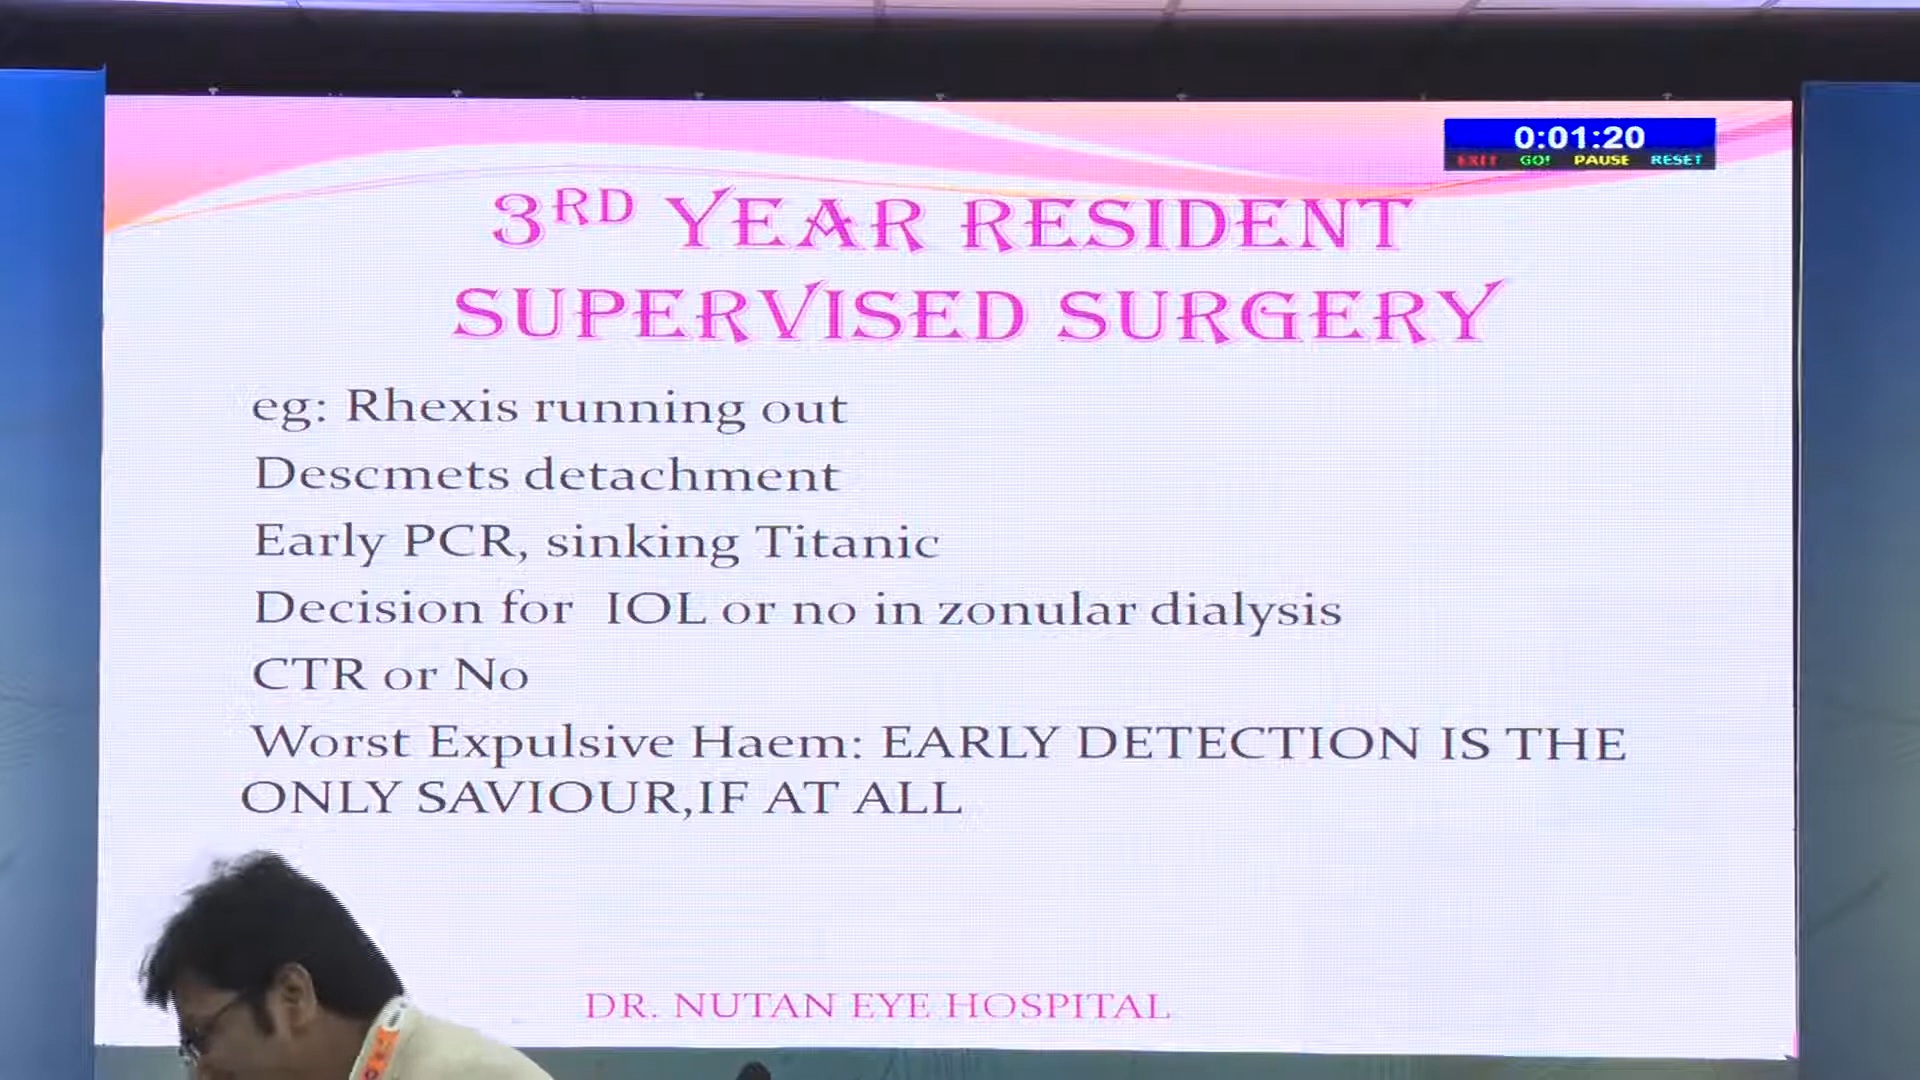 0:01:20
EXIT GO! PAUSE RESET
3RD YEAR RESIDENT
SUPERVISED SURGERY
eg: Rhexis running out
Descmets detachment
Early PCR, sinking Titanic
Decision for IOL or no in zonular dialysis
CTR or No
Worst Expulsive Haem: EARLY DETECTION IS THE
ONLY SAVIOUR,IF AT ALL
DR. NUTAN EYE HOSPITAL